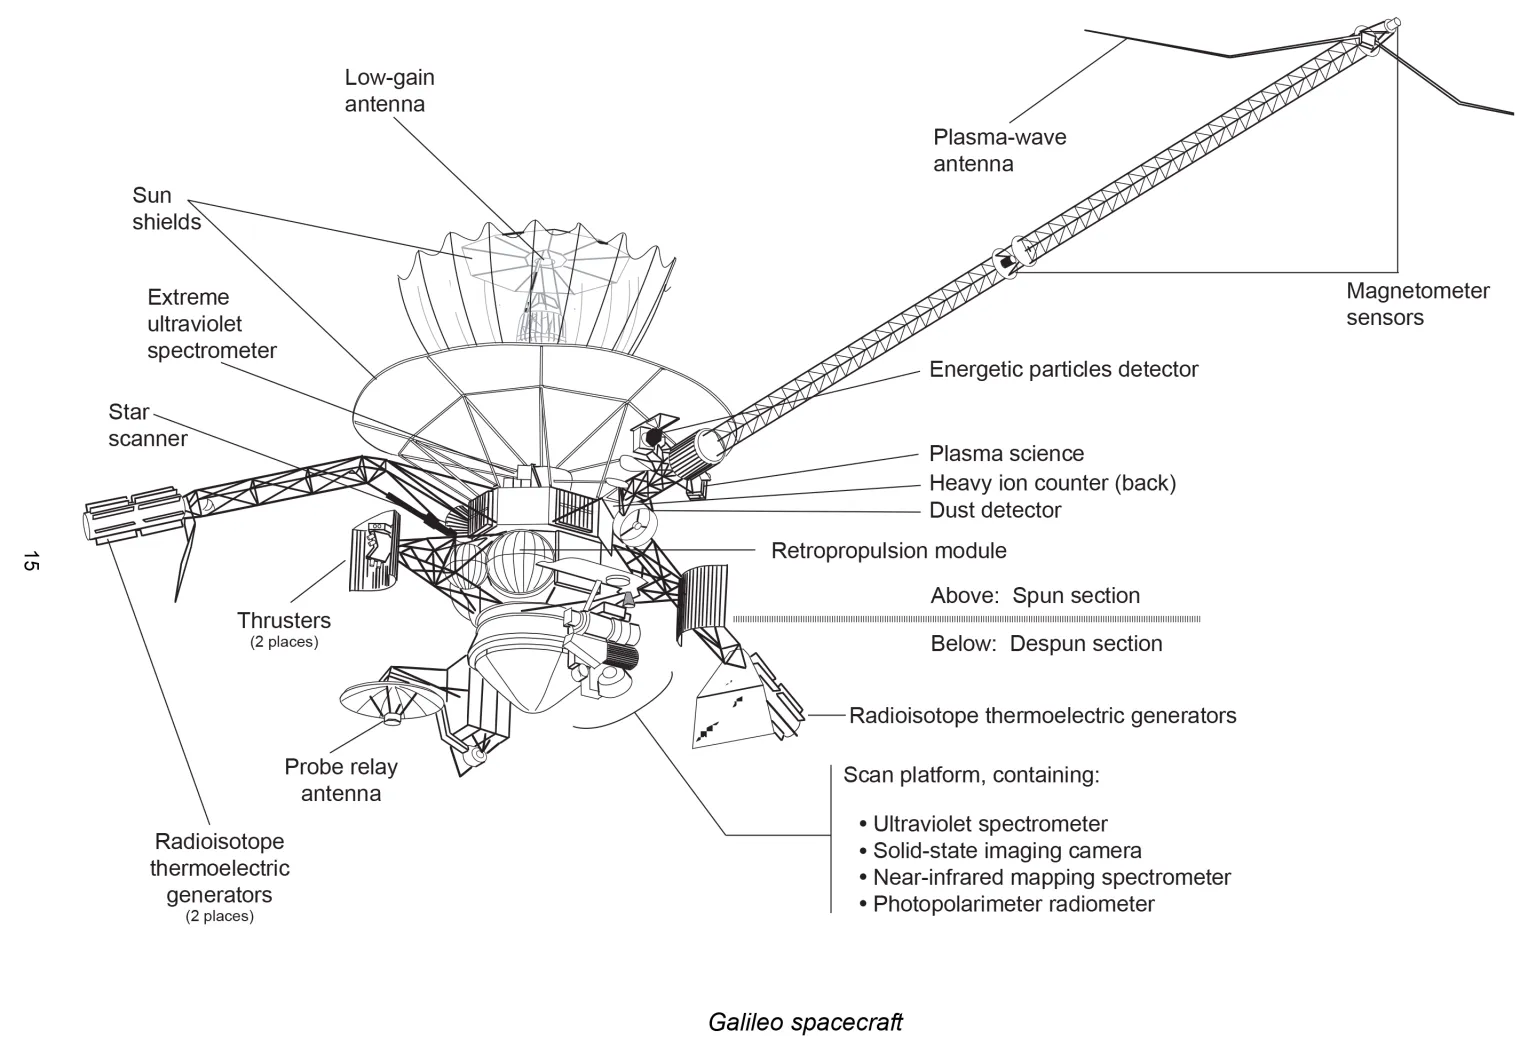 Low-gain
antenna
Plasma-wave
antenna
Sun
shields
Extreme
ultraviolet
spectrometer
Magnetometer
sensors
Energetic particles detector
Star
scanner
Plasma science
Heavy ion counter (back)
Dust detector
Retropropulsion module
15
Above: Spun section
Below: Despun section
Thrusters
(2 places)
Radioisotope thermoelectric generators
Probe relay
antenna
Scan platform, containing:
• Ultraviolet spectrometer
• Solid-state imaging camera
• Near-infrared mapping spectrometer
• Photopolarimeter radiometer
Radioisotope
thermoelectric
generators
(2 places)
Galileo spacecraft